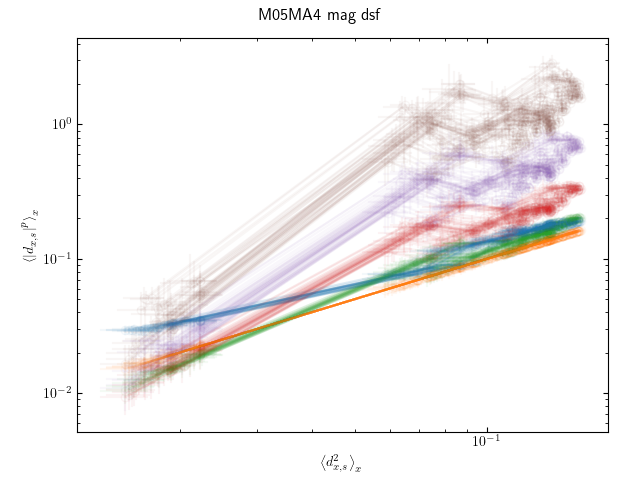 M05MA4 mag dsf
⟨|d_{x,s}|^p⟩_x
10^0
10^{-1}
10^{-2}
10^{-1}
⟨d^2_{x,s}⟩_x